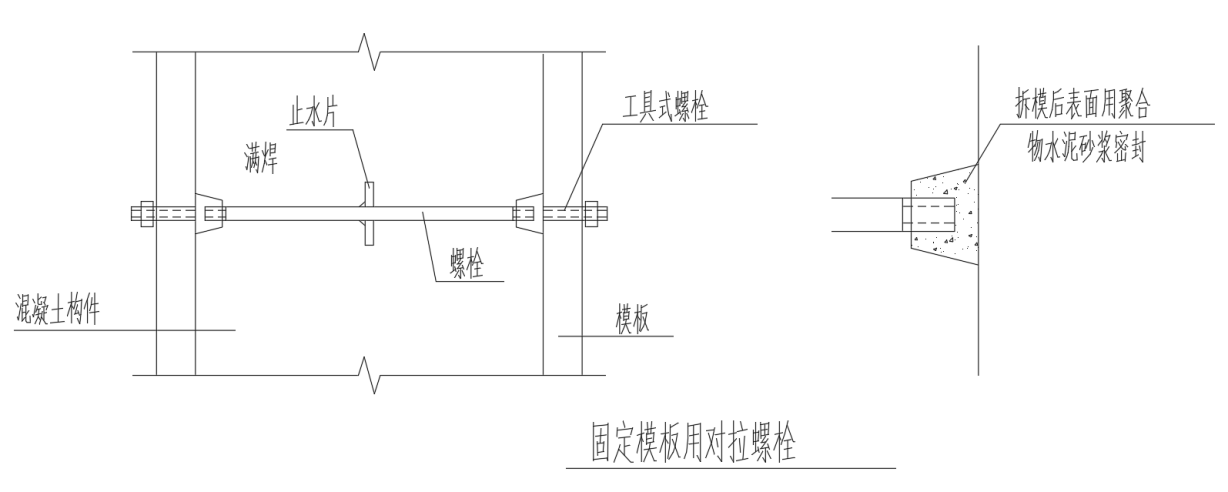 止水片
满焊
工具式螺栓
螺栓
混凝土构件
模板
拆模后表面用聚合
物水泥砂浆密封
固定模板用对拉螺栓